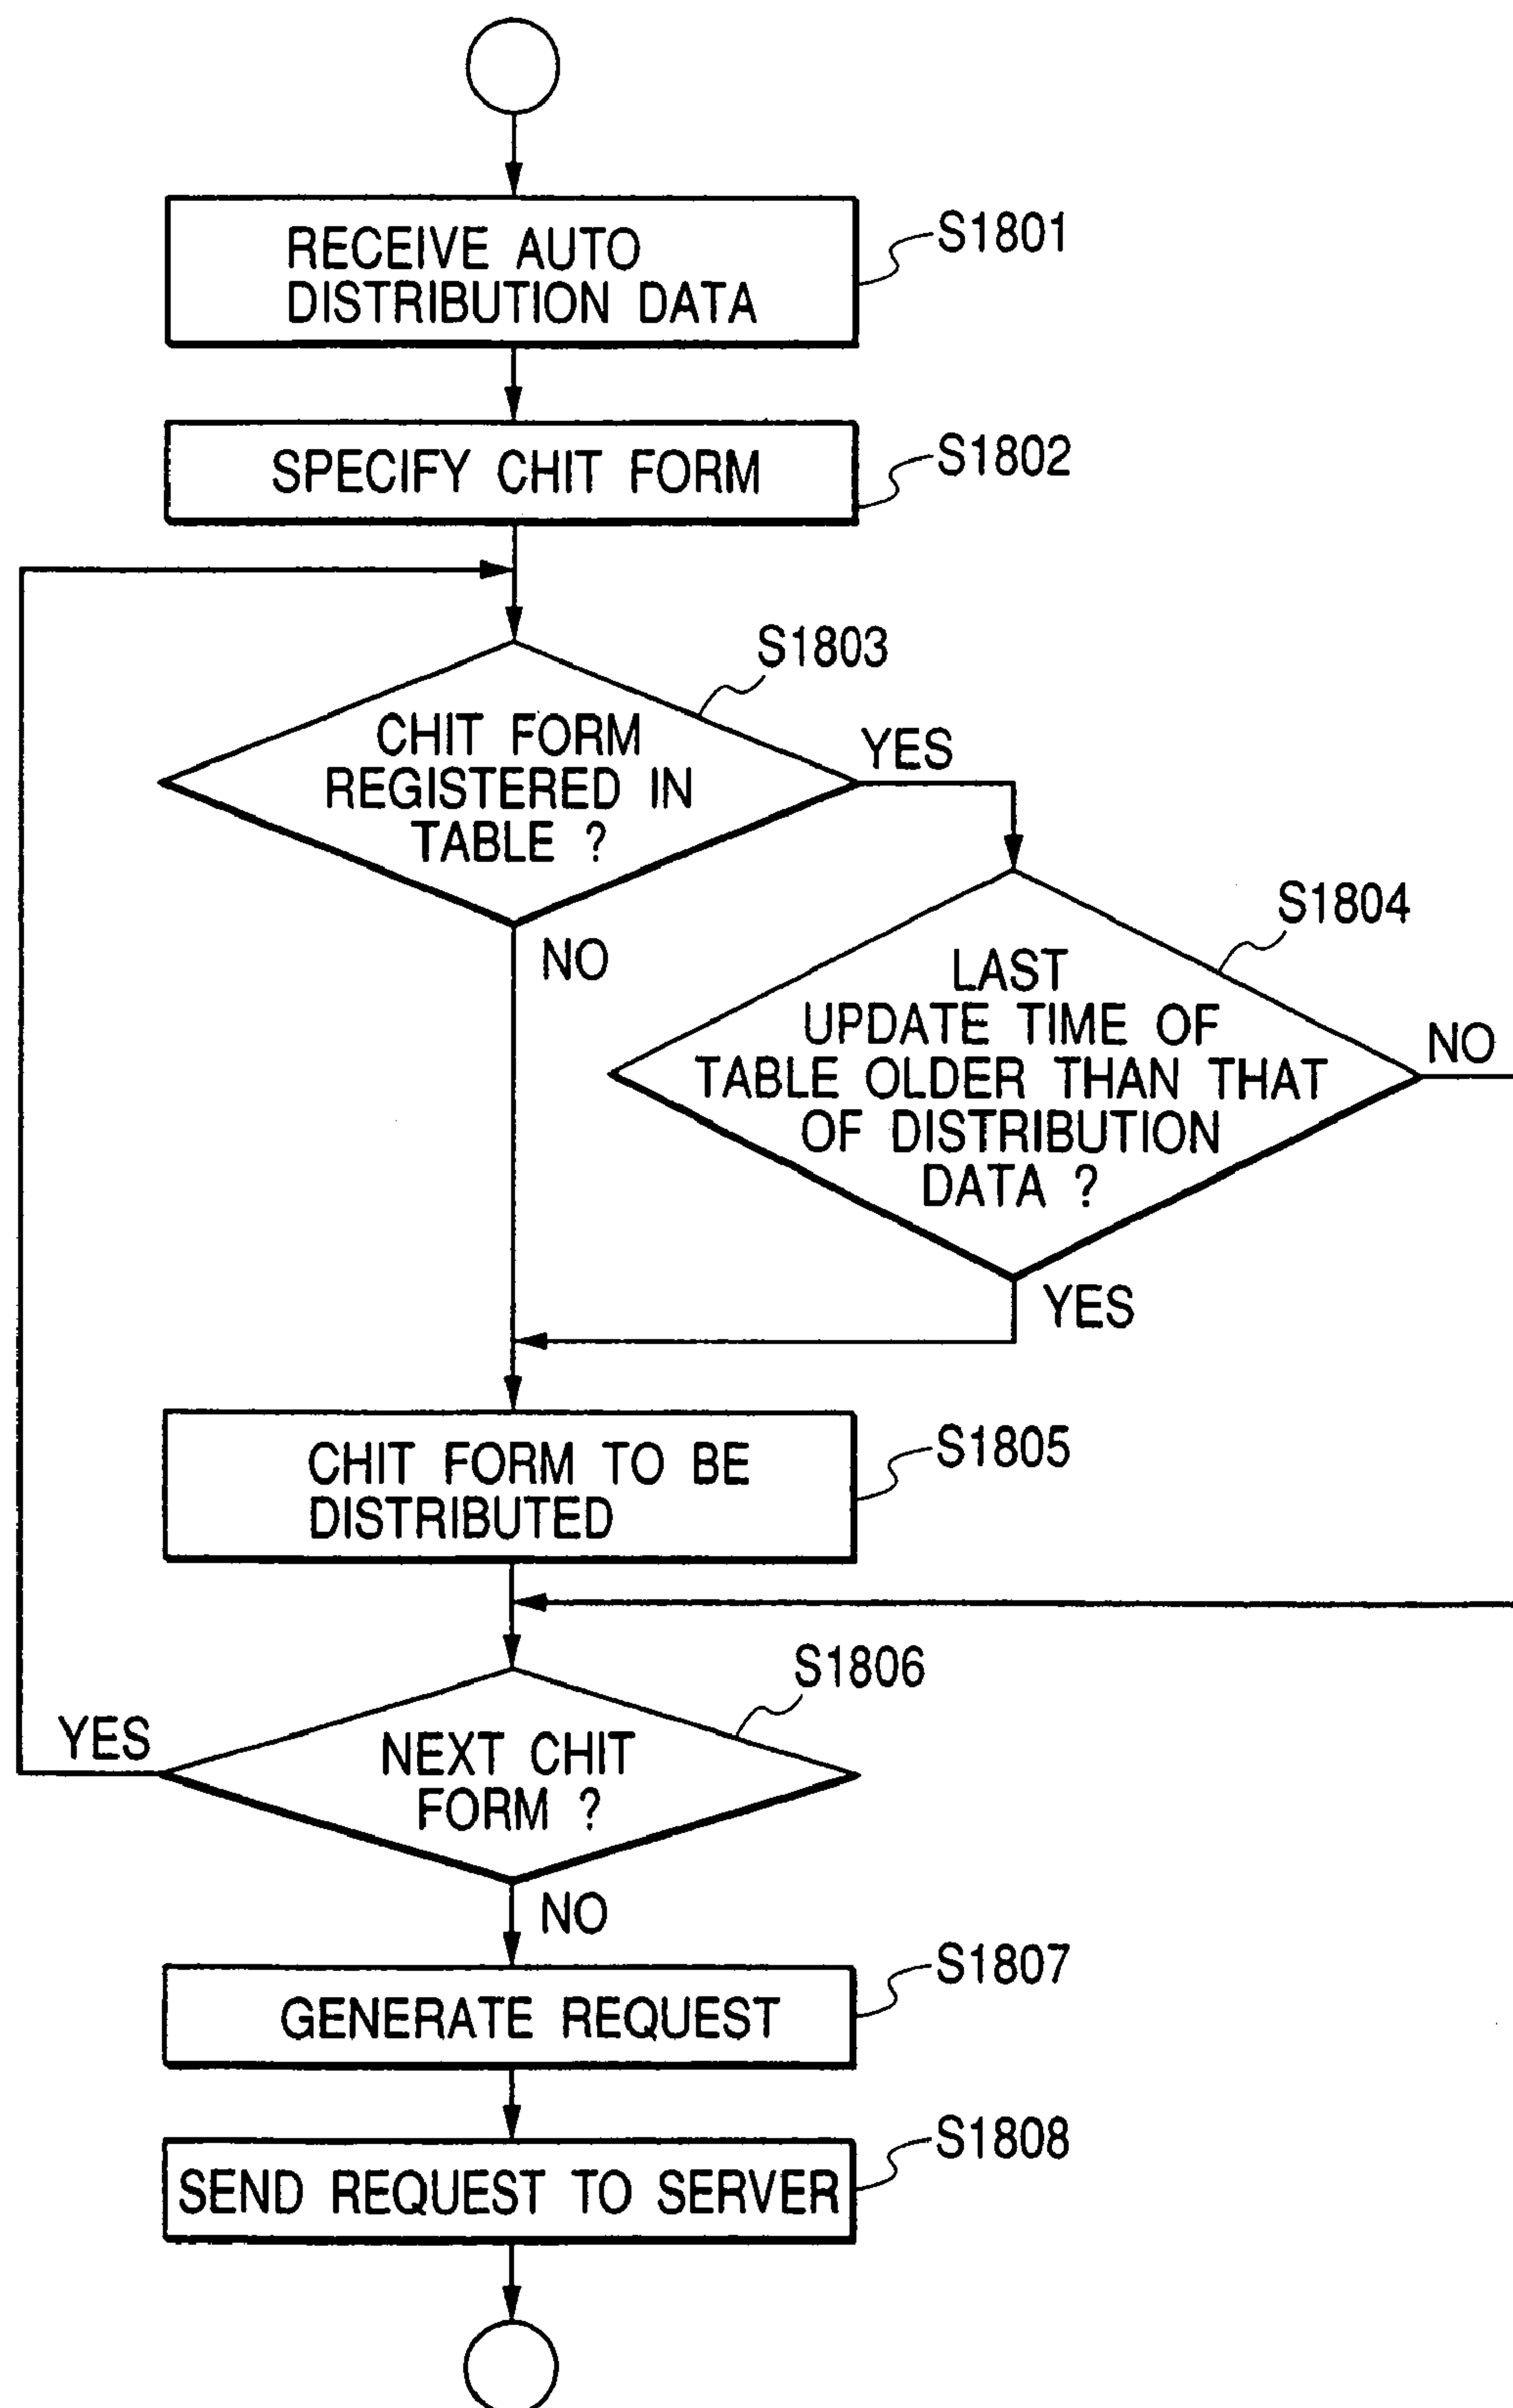 RECEIVE AUTO
DISTRIBUTION DATA
S1801
SPECIFY CHIT FORM
S1802
S1803
CHIT FORM
REGISTERED IN
TABLE ?
YES
NO
S1804
LAST
UPDATE TIME OF
TABLE OLDER THAN THAT
OF DISTRIBUTION
DATA ?
NO
YES
CHIT FORM TO BE
DISTRIBUTED
S1805
S1806
YES
NEXT CHIT
FORM ?
NO
GENERATE REQUEST
S1807
SEND REQUEST TO SERVER
S1808